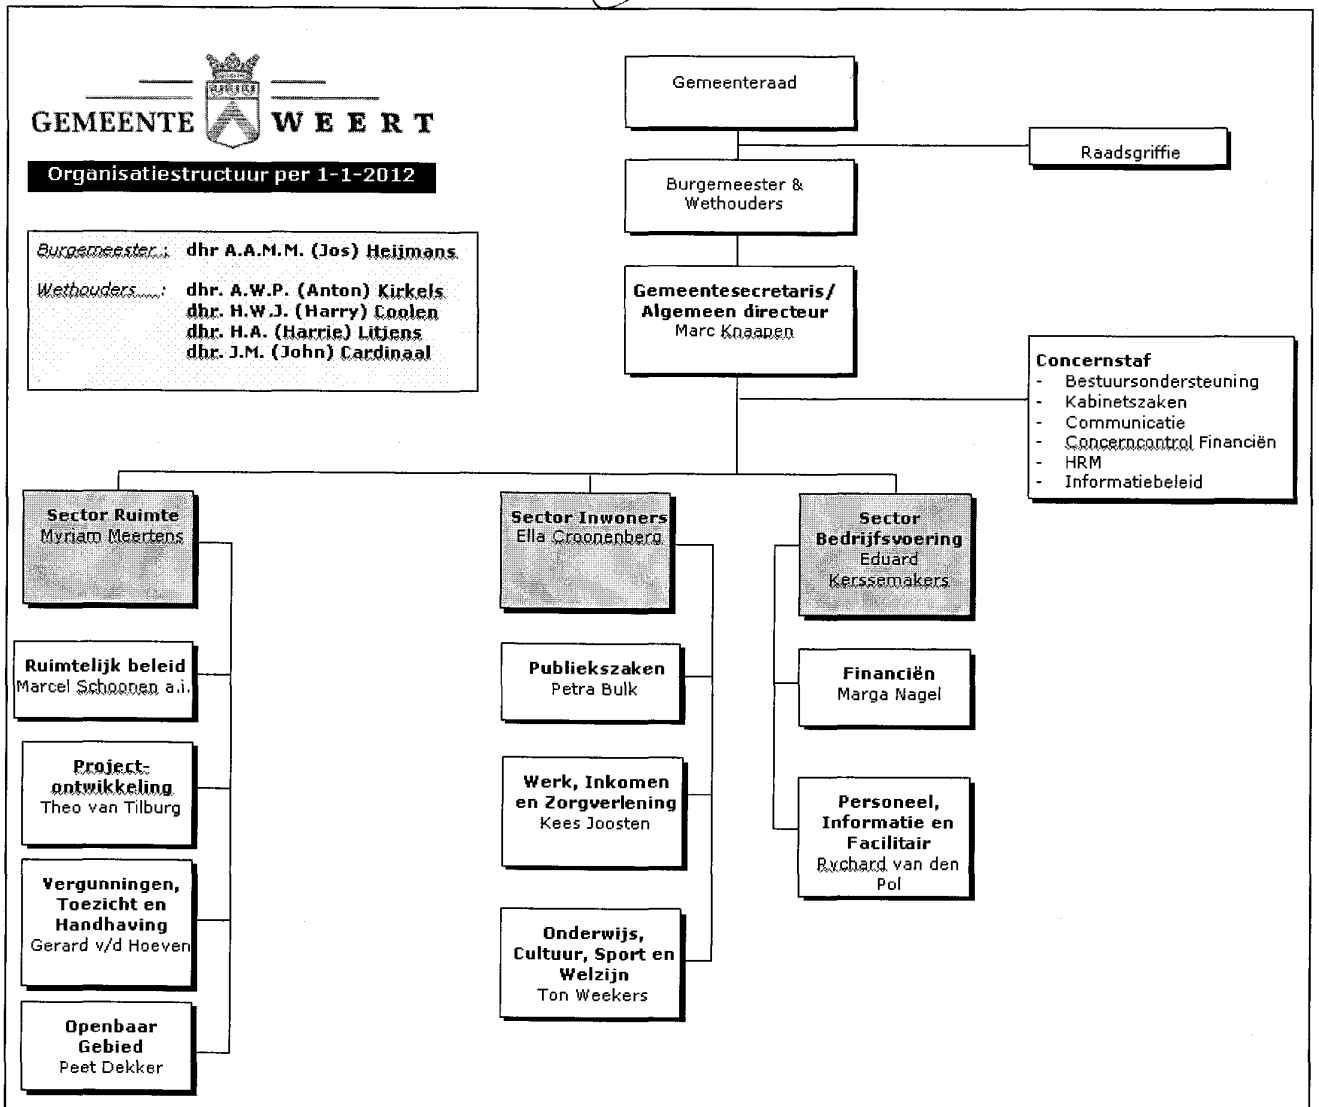 GEMEENTE WEERT
Organisatiestructuur per 1-1-2012
Burgemeester : dhr A.A.M.M. (Jos) Heijmans
Wethouders : dhr. A.W.P. (Anton) Kirkels
dhr. H.W.J. (Harry) Coolen
dhr. H.A. (Harrie) Litjens
dhr. J.M. (John) Cardinaal
Gemeenteraad
Raadsgriffie
Burgemeester &
Wethouders
Gemeentesecretaris/
Algemeen directeur
Marc Knaapen
Concernstaf
- Bestuursondersteuning
- Kabinetszaken
- Communicatie
- Concerncontrol Financiën
- HRM
- Informatiebeleid
Sector Ruimte
Myriam Meertens
Ruimtelijk beleid
Marcel Schoonen a.i.
Project-
ontwikkeling
Theo van Tilburg
Vergunningen,
Toezicht en
Handhaving
Gerard v/d Hoeven
Openbaar
Gebied
Peet Dekker
Sector Inwoners
Ella Croonenberg
Publiekszaken
Petra Bulk
Werk, Inkomen
en Zorgverlening
Kees Joosten
Onderwijs,
Cultuur, Sport en
Welzijn
Ton Weekers
Sector
Bedrijfsvoering
Eduard
Kerssemakers
Financiën
Marga Nagel
Personeel,
Informatie en
Facilitair
Rychard van den
Pol